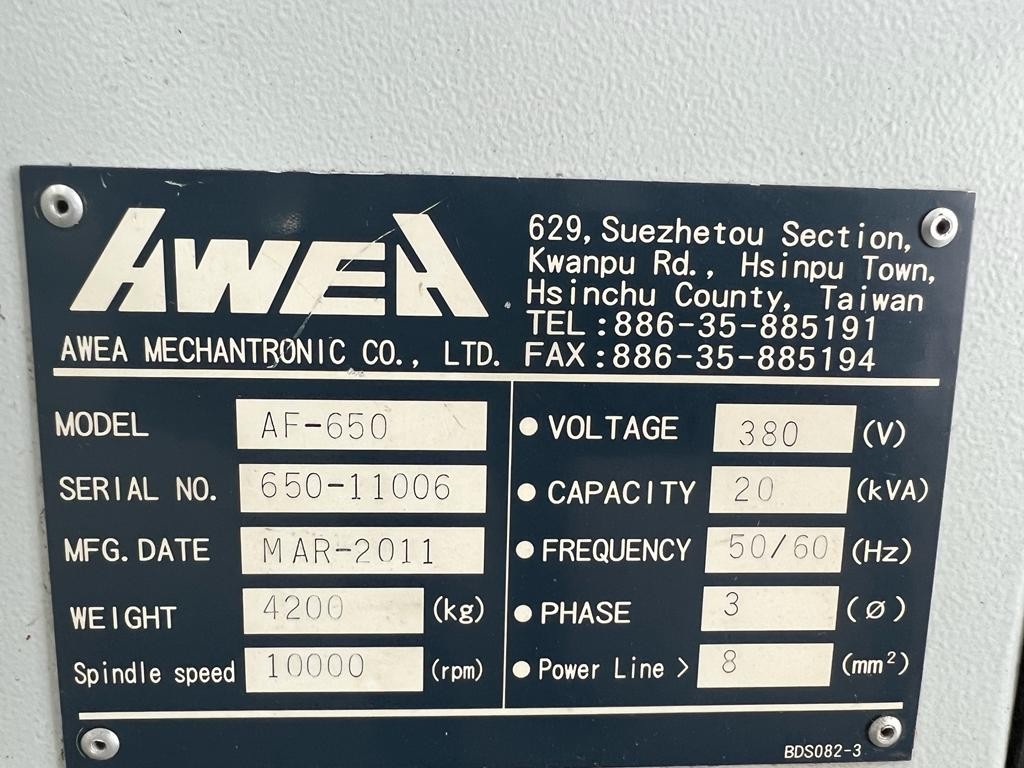 AWEA
AWEA MECHANTRONIC CO., LTD.
629, Suezhetou Section,
Kwanpu Rd., Hsinpu Town,
Hsinchu County, Taiwan
TEL:886-35-885191
FAX:886-35-885194
MODEL AF-650
SERIAL NO. 650-11006
MFG. DATE MAR-2011
WEIGHT 4200 (kg)
Spindle speed 10000 (rpm)
● VOLTAGE 380 (V)
● CAPACITY 20 (kVA)
● FREQUENCY 50/60 (Hz)
● PHASE 3 (Ø)
● Power Line > 8 (mm²)
BDS082-3